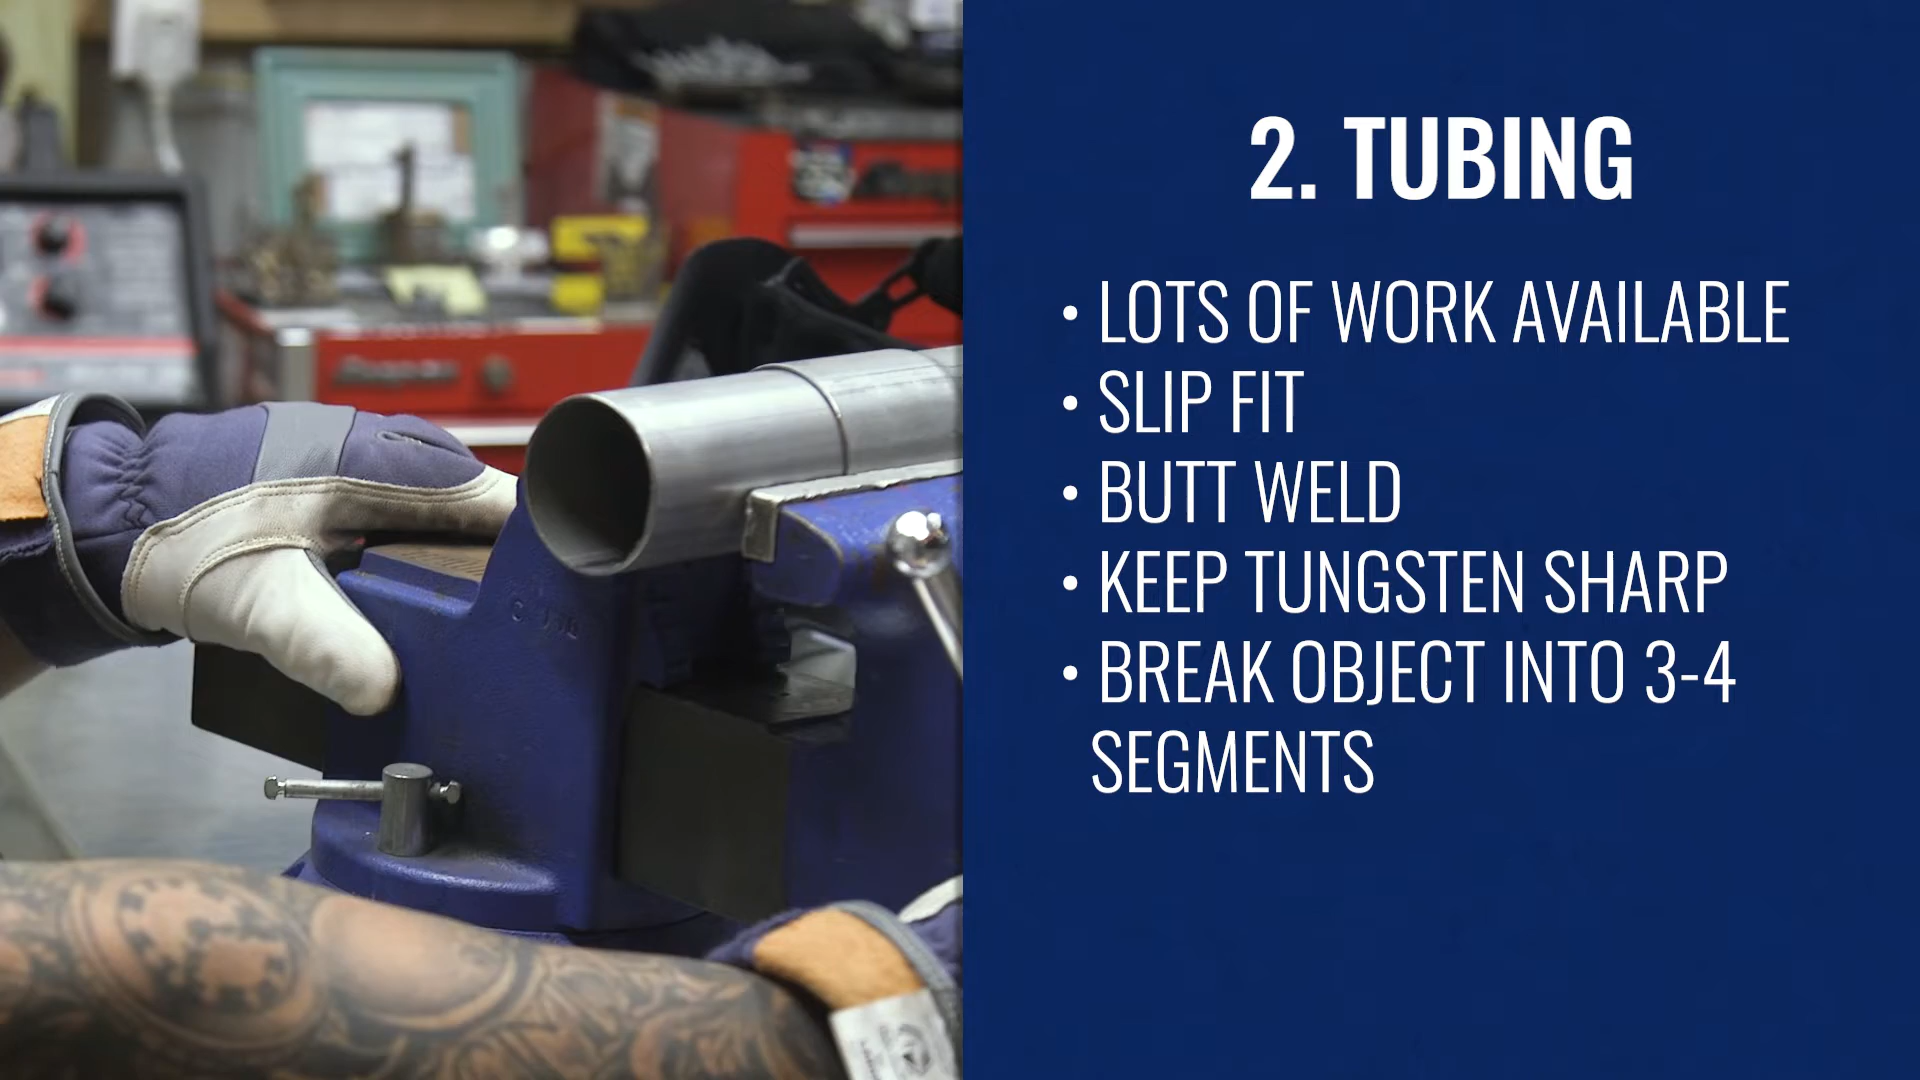 2. TUBING
• LOTS OF WORK AVAILABLE
• SLIP FIT
• BUTT WELD
• KEEP TUNGSTEN SHARP
• BREAK OBJECT INTO 3-4
SEGMENTS